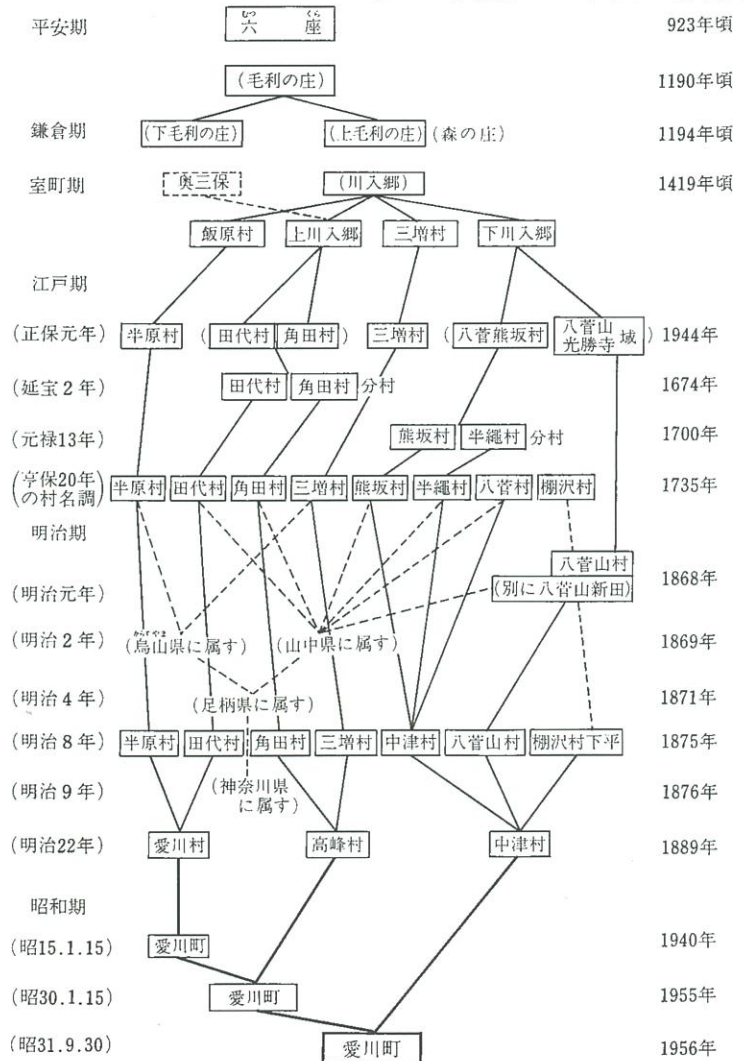 平安期 六座 923年頃
むつ くら
(毛利の庄) 1190年頃
鎌倉期 (下毛利の庄) (上毛利の庄) (森の庄) 1194年頃
室町期 奥三保 (川入郷) 1419年頃
飯原村 上川入郷 三増村 下川入郷
江戸期
(正保元年) 半原村 (田代村 角田村) 三増村 (八菅熊坂村 八菅山光勝寺域) 1944年
(延宝2年) 田代村 角田村 分村 1674年
(元禄13年) 熊坂村 半縄村 分村 1700年
(享保20年の村名調) 半原村 田代村 角田村 三増村 熊坂村 半縄村 八菅村 棚沢村 1735年
明治期
八菅山村
(明治元年) (別に八菅山新田) 1868年
からすやま
(明治2年) (烏山県に属す) (山中県に属す) 1869年
(明治4年) (足柄県に属す) 1871年
(明治8年) 半原村 田代村 角田村 三増村 中津村 八菅山村 棚沢村下平 1875年
(明治9年) (神奈川県に属す) 1876年
(明治22年) 愛川村 高峰村 中津村 1889年
昭和期
(昭15.1.15) 愛川町 1940年
(昭30.1.15) 愛川町 1955年
(昭31.9.30) 愛川町 1956年